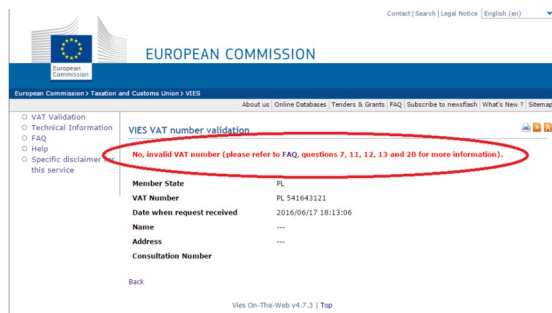 Contact | Search | Legal Notice English (en)
European
Commission
EUROPEAN COMMISSION
European Commission > Taxation and Customs Union > VIES
About us | Online Databases | Tenders & Grants | FAQ | Subscribe to newsflash | What's New ? | Sitemap
VAT Validation
Technical Information
FAQ
Help
Specific disclaimer for
this service
VIES VAT number validation
No, invalid VAT number (please refer to FAQ, questions 7, 11, 12, 13 and 20 for more information).
Member State PL
VAT Number PL 541643121
Date when request received 2016/06/17 18:13:06
Name ---
Address ---
Consultation Number
Back
Vies On-The-Web v4.7.3 | Top